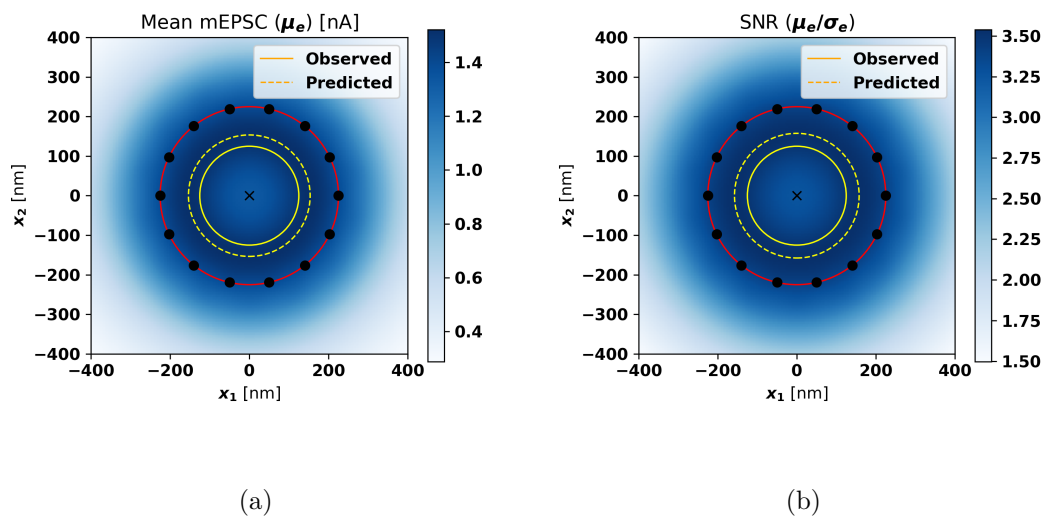 Mean mEPSC (μₑ) [nA]
Observed
Predicted
400
300
200
100
0
−100
−200
−300
−400
x₂ [nm]
−400 −200 0 200 400
x₁ [nm]
1.4
1.2
1.0
0.8
0.6
0.4
(a)
SNR (μₑ/σₑ)
Observed
Predicted
400
300
200
100
0
−100
−200
−300
−400
x₂ [nm]
−400 −200 0 200 400
x₁ [nm]
3.50
3.25
3.00
2.75
2.50
2.25
2.00
1.75
1.50
(b)